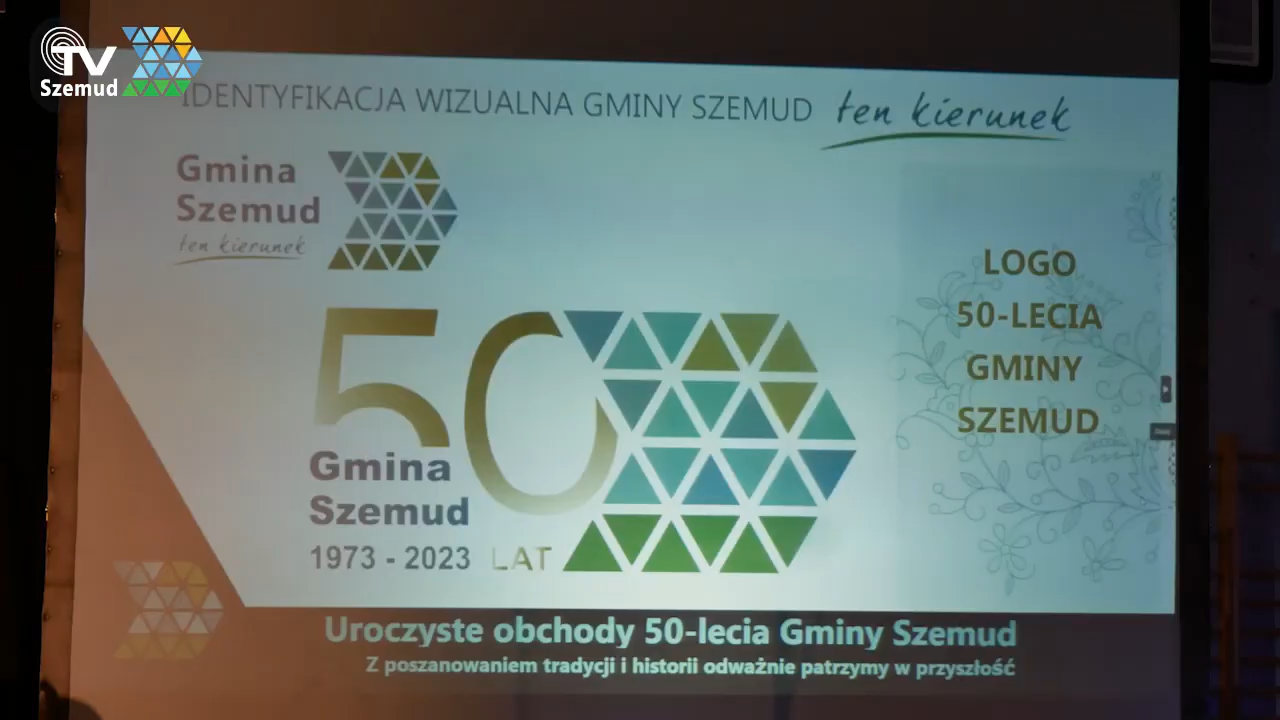 TV
Szemud
IDENTYFIKACJA WIZUALNA GMINY SZEMUD ten kierunek
Gmina
Szemud
ten kierunek
LOGO
50-LECIA
GMINY
SZEMUD
50
Gmina
Szemud
1973 - 2023 LAT
Uroczyste obchody 50-lecia Gminy Szemud
Z poszanowaniem tradycji i historii odważnie patrzymy w przyszłość